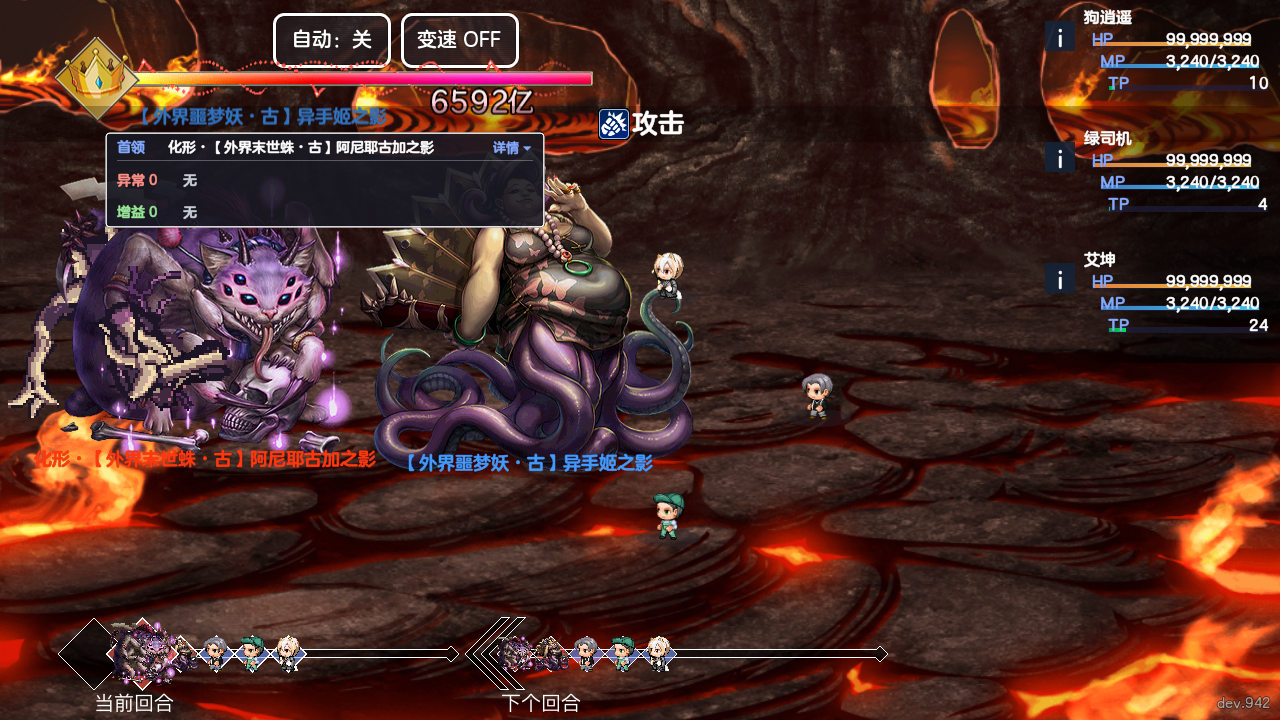 自动：关
变速 OFF
6592亿
【外界噩梦妖·古】异手姬之影
攻击
首领 化形·【外界末世蛛·古】阿尼耶古加之影 详情
异常 0 无
增益 0 无
狗逍遥
HP 99,999,999
MP 3,240/3,240
TP 10
绿司机
HP 99,999,999
MP 3,240/3,240
TP 4
艾坤
HP 99,999,999
MP 3,240/3,240
TP 24
化形·【外界末世蛛·古】阿尼耶古加之影
【外界噩梦妖·古】异手姬之影
当前回合
下个回合
dev.942